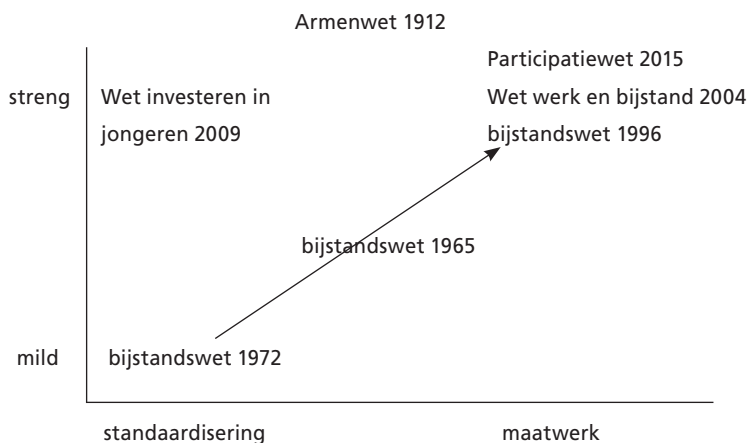 Armenwet 1912
Participatiewet 2015
streng
Wet investeren in
Wet werk en bijstand 2004
jongeren 2009
bijstandswet 1996
bijstandswet 1965
mild
bijstandswet 1972
standaardisering
maatwerk